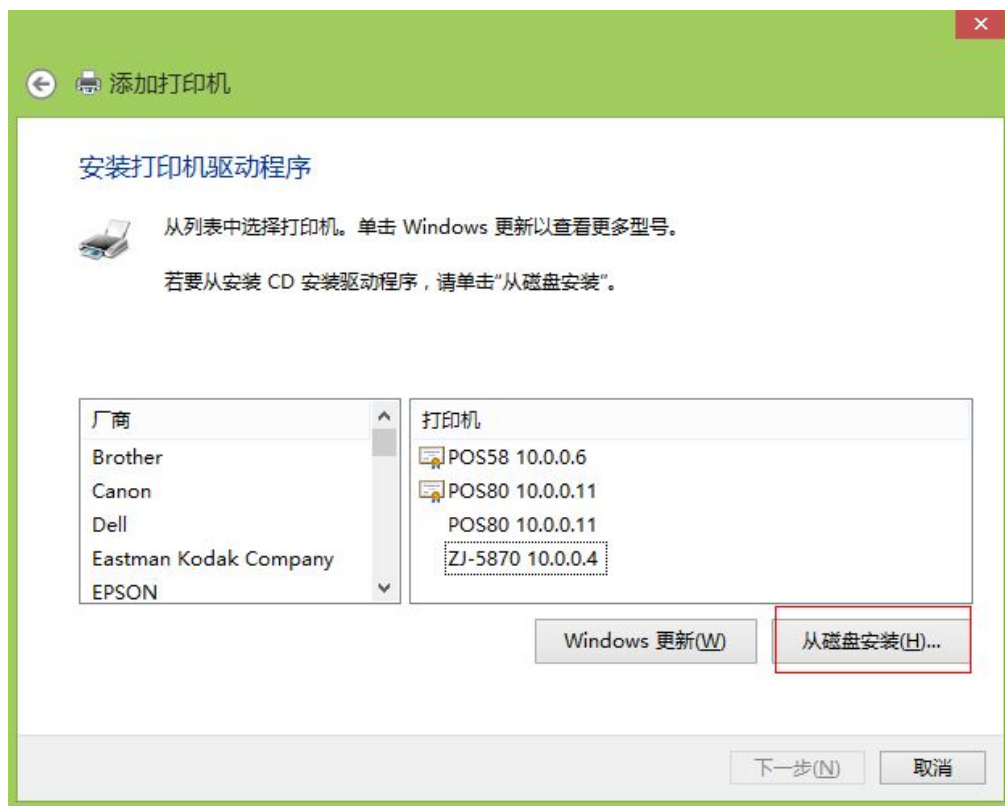 添加打印机
安装打印机驱动程序
从列表中选择打印机。单击 Windows 更新以查看更多型号。
若要从安装 CD 安装驱动程序，请单击“从磁盘安装”。
厂商
Brother
Canon
Dell
Eastman Kodak Company
EPSON
打印机
POS58 10.0.0.6
POS80 10.0.0.11
POS80 10.0.0.11
ZJ-5870 10.0.0.4
Windows 更新(W)
从磁盘安装(H)...
下一步(N)
取消